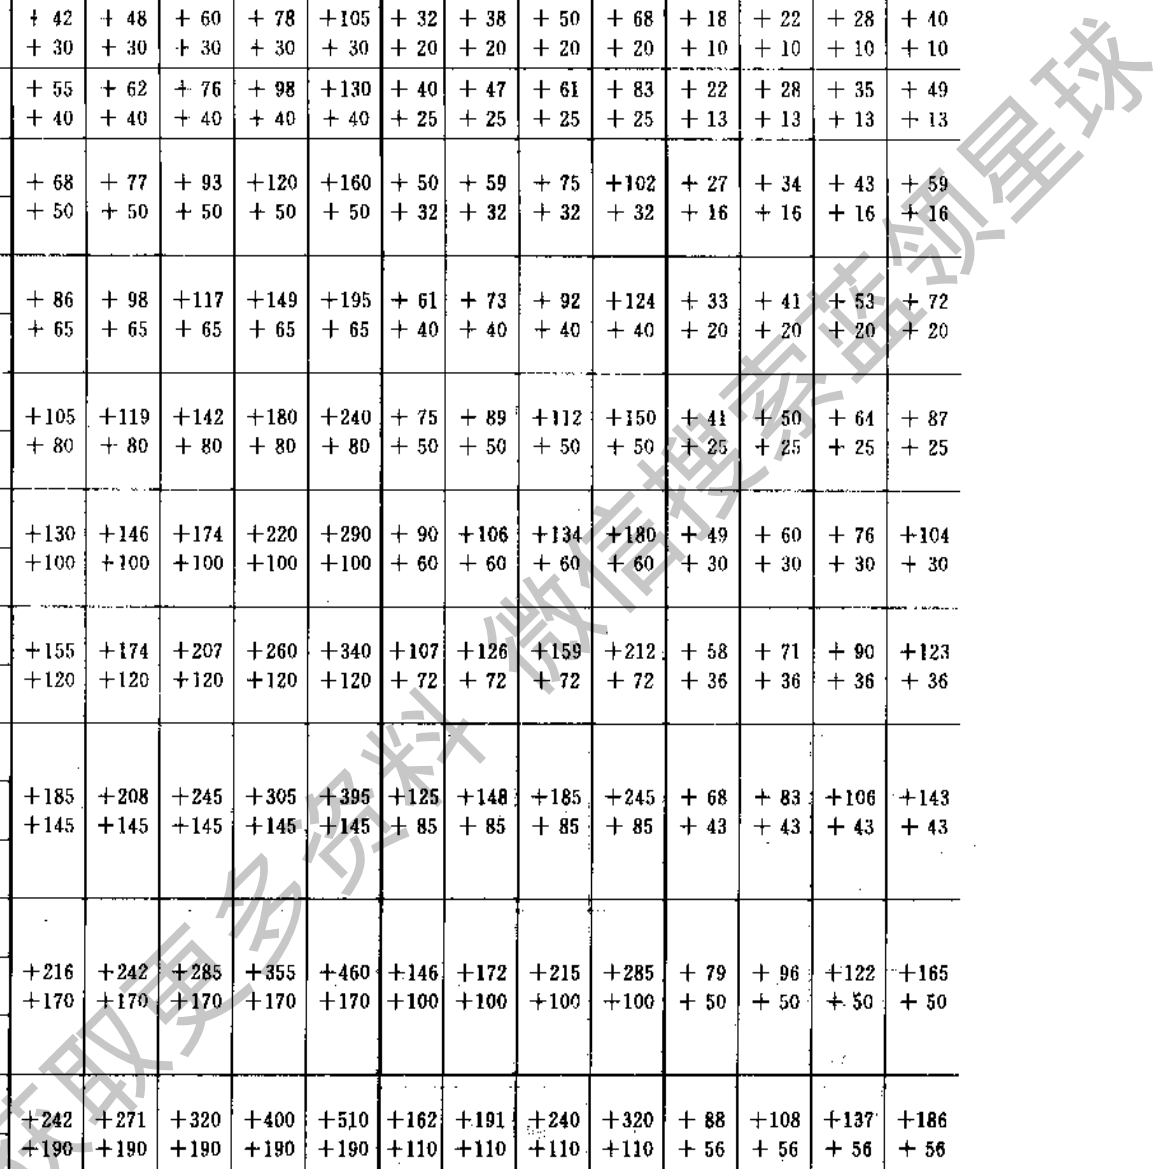 + 42 + 48 + 60 + 78 +105 + 32 + 38 + 50 + 68 + 18 + 22 + 28 + 40
+ 30 + 30 + 30 + 30 + 30 + 20 + 20 + 20 + 20 + 10 + 10 + 10 + 10
+ 55 + 62 + 76 + 98 +130 + 40 + 47 + 61 + 83 + 22 + 28 + 35 + 49
+ 40 + 40 + 40 + 40 + 40 + 25 + 25 + 25 + 25 + 13 + 13 + 13 + 13
+ 68 + 77 + 93 +120 +160 + 50 + 59 + 75 +102 + 27 + 34 + 43 + 59
+ 50 + 50 + 50 + 50 + 50 + 32 + 32 + 32 + 32 + 16 + 16 + 16 + 16
+ 86 + 98 +117 +149 +195 + 61 + 73 + 92 +124 + 33 + 41 + 53 + 72
+ 65 + 65 + 65 + 65 + 65 + 40 + 40 + 40 + 40 + 20 + 20 + 20 + 20
+105 +119 +142 +180 +240 + 75 + 89 +112 +150 + 41 + 50 + 64 + 87
+ 80 + 80 + 80 + 80 + 80 + 50 + 50 + 50 + 50 + 25 + 25 + 25 + 25
+130 +146 +174 +220 +290 + 90 +106 +134 +180 + 49 + 60 + 76 +104
+100 +100 +100 +100 +100 + 60 + 60 + 60 + 60 + 30 + 30 + 30 + 30
+155 +174 +207 +260 +340 +107 +126 +159 +212 + 58 + 71 + 90 +123
+120 +120 +120 +120 +120 + 72 + 72 + 72 + 72 + 36 + 36 + 36 + 36
+185 +208 +245 +305 +395 +125 +148 +185 +245 + 68 + 83 +106 +143
+145 +145 +145 +145 +145 + 85 + 85 + 85 + 85 + 43 + 43 + 43 + 43
+216 +242 +285 +355 +460 +146 +172 +215 +285 + 79 + 96 +122 +165
+170 +170 +170 +170 +170 +100 +100 +100 +100 + 50 + 50 + 50 + 50
+242 +271 +320 +400 +510 +162 +191 +240 +320 + 88 +108 +137 +186
+190 +190 +190 +190 +190 +110 +110 +110 +110 + 56 + 56 + 56 + 56
获取更多资料 微信搜索蓝领星球